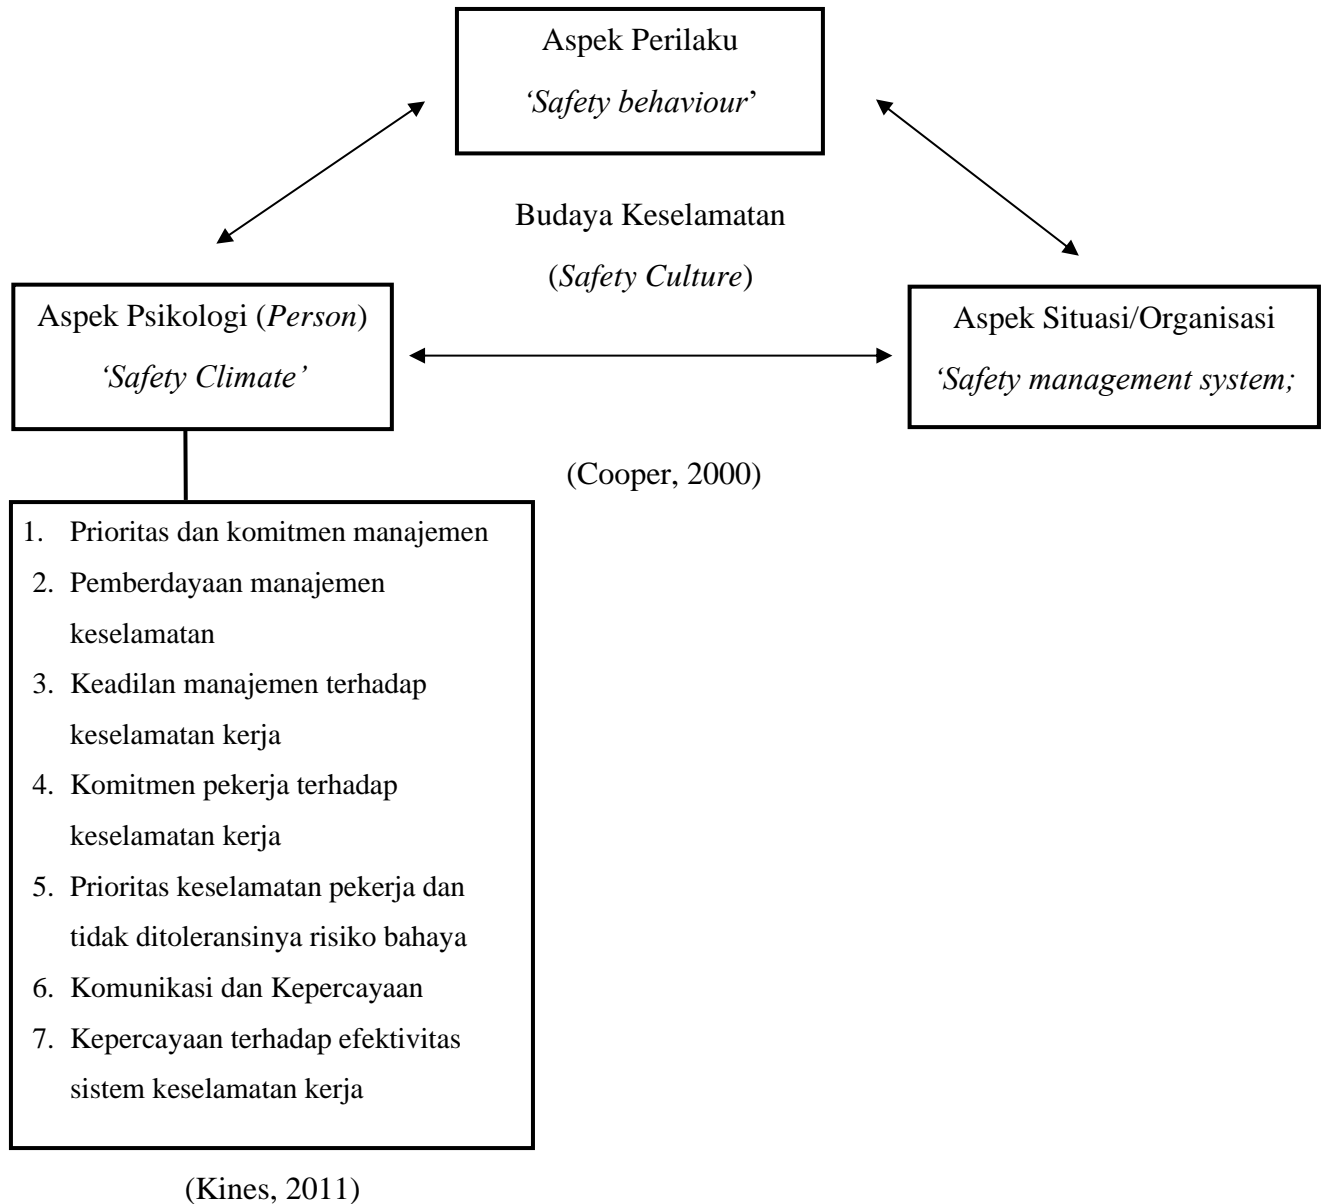 Aspek Perilaku
‘Safety behaviour’
Budaya Keselamatan
(Safety Culture)
Aspek Psikologi (Person)
‘Safety Climate’
Aspek Situasi/Organisasi
‘Safety management system;
(Cooper, 2000)
1. Prioritas dan komitmen manajemen
2. Pemberdayaan manajemen
keselamatan
3. Keadilan manajemen terhadap
keselamatan kerja
4. Komitmen pekerja terhadap
keselamatan kerja
5. Prioritas keselamatan pekerja dan
tidak ditoleransinya risiko bahaya
6. Komunikasi dan Kepercayaan
7. Kepercayaan terhadap efektivitas
sistem keselamatan kerja
(Kines, 2011)